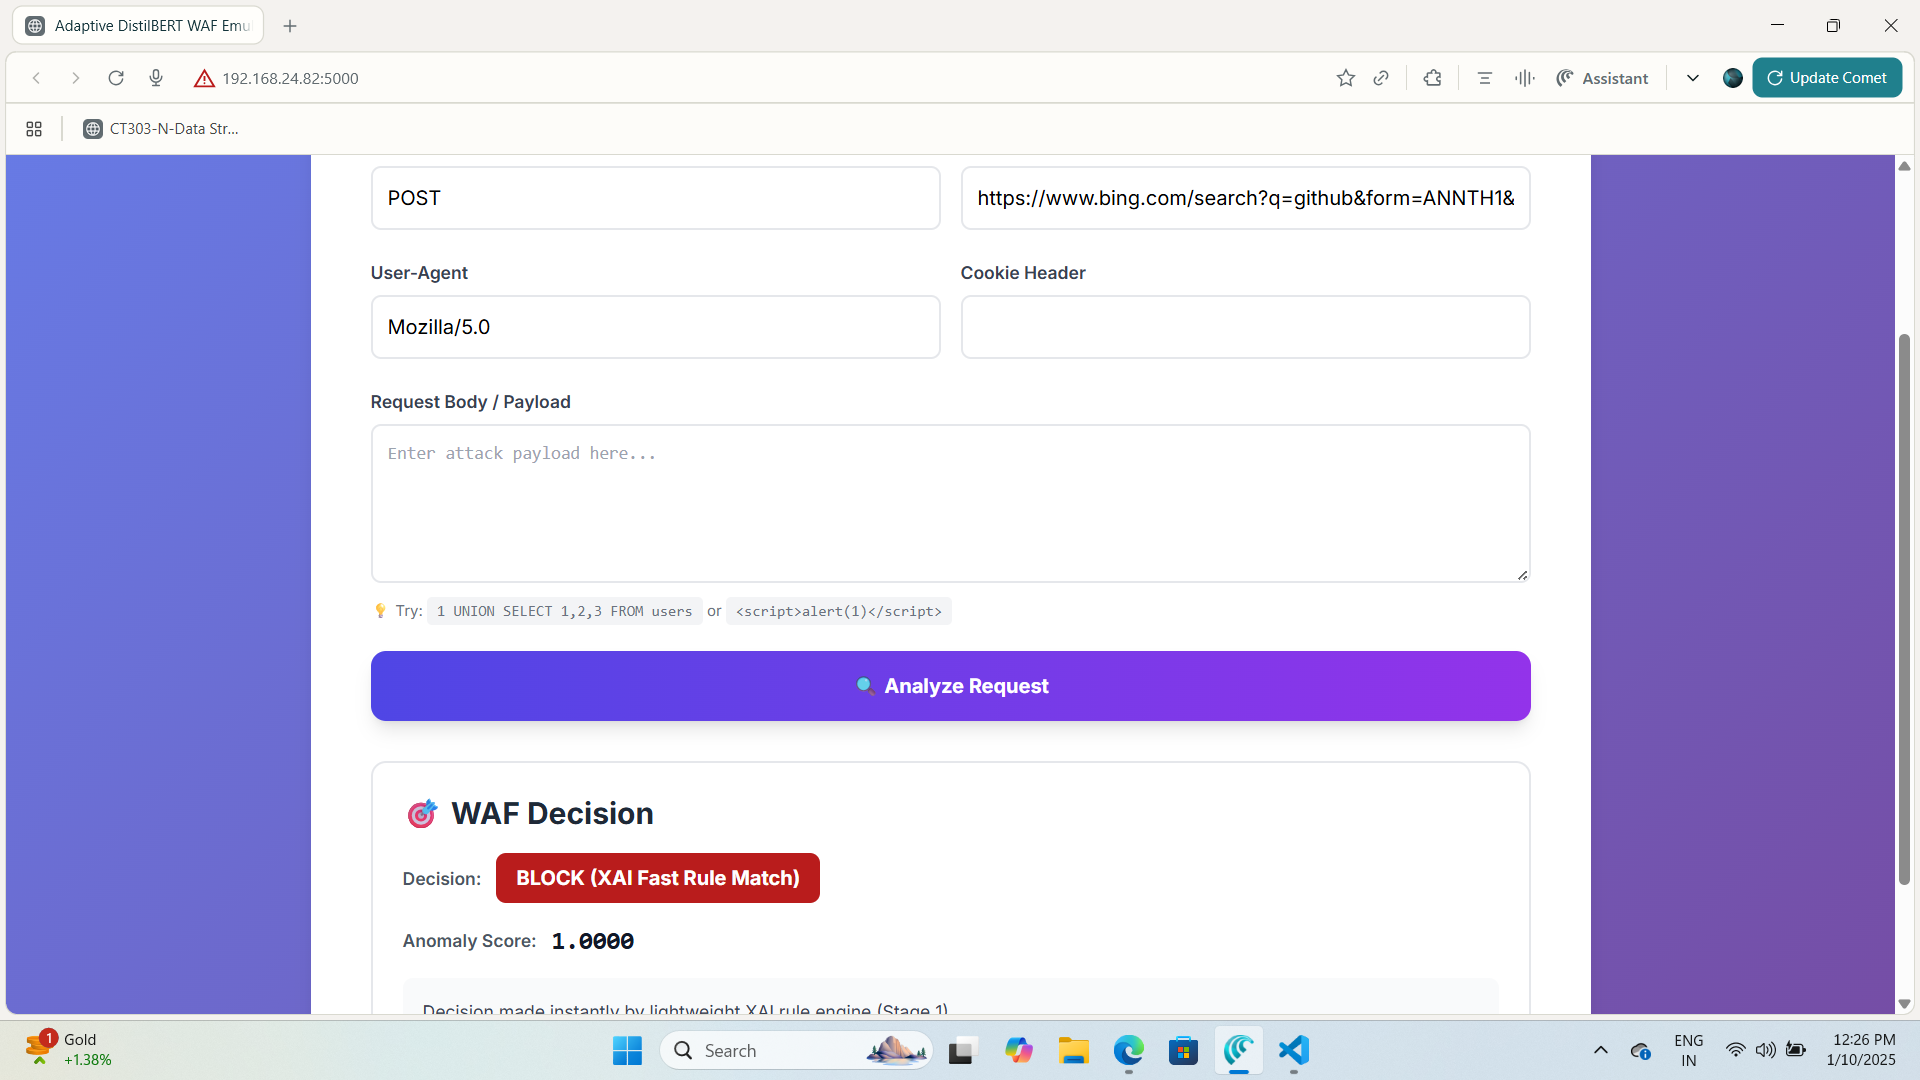 Adaptive DistilBERT WAF Emu
192.168.24.82:5000
Assistant
Update Comet
CT303-N-Data Str...
POST
https://www.bing.com/search?q=github&form=ANNTH1&
User-Agent
Cookie Header
Mozilla/5.0
Request Body / Payload
Enter attack payload here...
Try: 1 UNION SELECT 1,2,3 FROM users or <script>alert(1)</script>
Analyze Request
WAF Decision
Decision: BLOCK (XAI Fast Rule Match)
Anomaly Score: 1.0000
Decision made instantly by lightweight XAI rule engine (Stage 1)
1
Gold
+1.38%
Search
ENG
IN
12:26 PM
1/10/2025